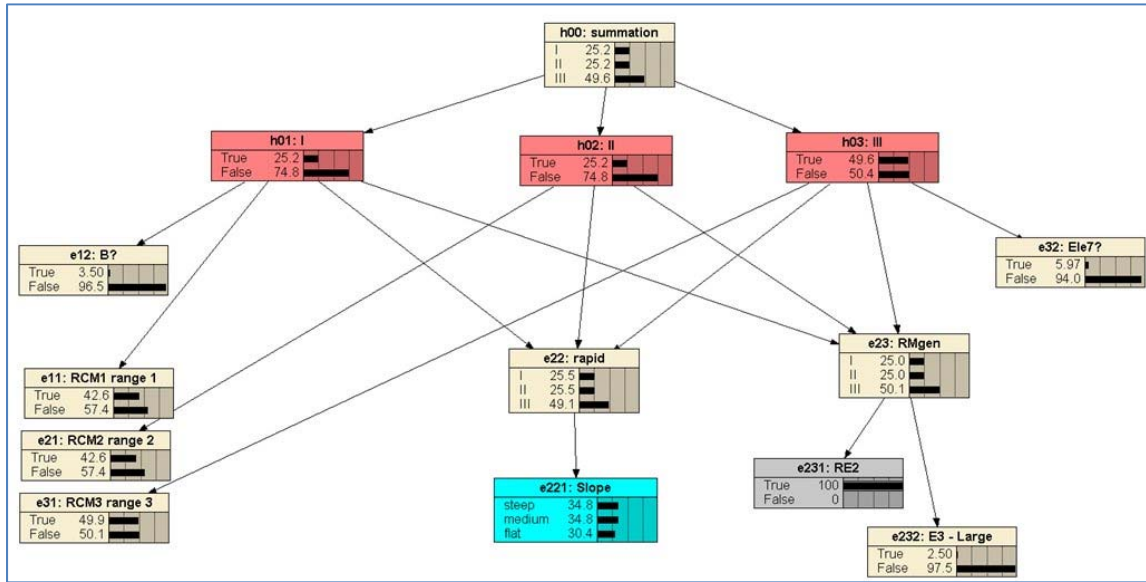 h00: summation
I 25.2
II 25.2
III 49.6
h01: I
True 25.2
False 74.8
h02: II
True 25.2
False 74.8
h03: III
True 49.6
False 50.4
e12: B?
True 3.50
False 96.5
e32: Ele7?
True 5.97
False 94.0
e22: rapid
I 25.5
II 25.5
III 49.1
e23: RMgen
I 25.0
II 25.0
III 50.1
e11: RCM1 range 1
True 42.6
False 57.4
e21: RCM2 range 2
True 42.6
False 57.4
e31: RCM3 range 3
True 49.9
False 50.1
e221: Slope
steep 34.8
medium 34.8
flat 30.4
e231: RE2
True 100
False 0
e232: E3 - Large
True 2.50
False 97.5